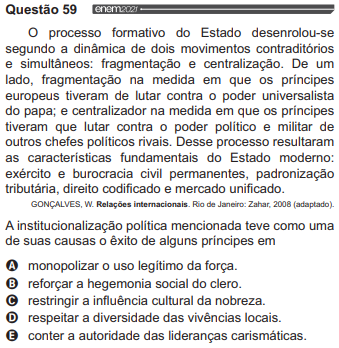 Questão 59 enem2021
O processo formativo do Estado desenrolou-se
segundo a dinâmica de dois movimentos contraditórios
e simultâneos: fragmentação e centralização. De um
lado, fragmentação na medida em que os príncipes
europeus tiveram de lutar contra o poder universalista
do papa; e centralizador na medida em que os príncipes
tiveram que lutar contra o poder político e militar de
outros chefes políticos rivais. Desse processo resultaram
as características fundamentais do Estado moderno:
exército e burocracia civil permanentes, padronização
tributária, direito codificado e mercado unificado.
GONÇALVES, W. Relações internacionais. Rio de Janeiro: Zahar, 2008 (adaptado).
A institucionalização política mencionada teve como uma
de suas causas o êxito de alguns príncipes em
A monopolizar o uso legítimo da força.
B reforçar a hegemonia social do clero.
C restringir a influência cultural da nobreza.
D respeitar a diversidade das vivências locais.
E conter a autoridade das lideranças carismáticas.